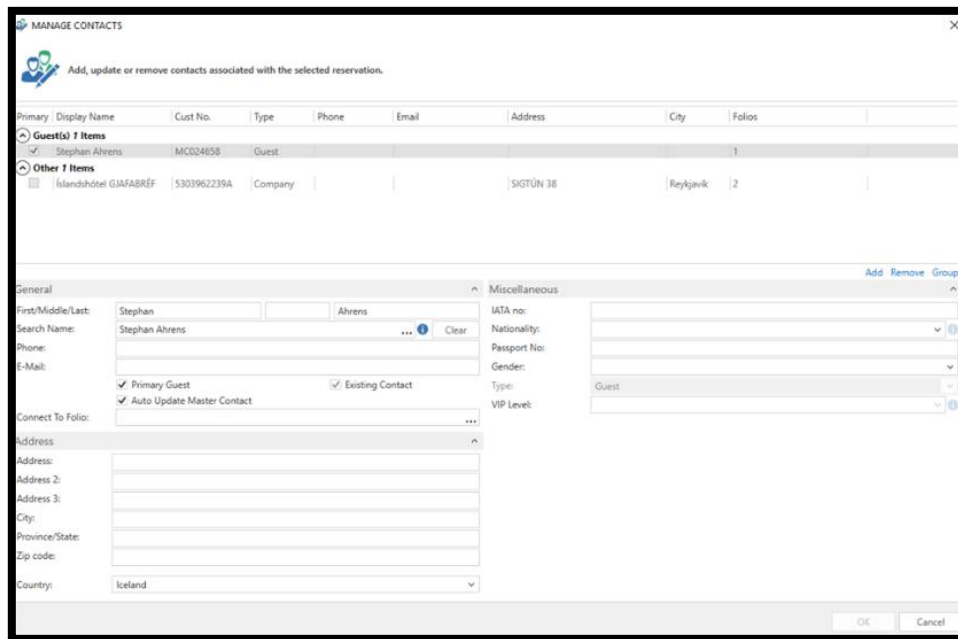 MANAGE CONTACTS
Add, update or remove contacts associated with the selected reservation.
Primary Display Name Cust No. Type Phone Email Address City Folios
Guest(s) 1 Items
Stephan Ahrens MC024658 Guest 1
Other 1 Items
Íslandshótel GJAFABRÉF 5303962239A Company SIGTÚN 38 Reykjavík 2
Add Remove Group
General
First/Middle/Last: Stephan Ahrens
Search Name: Stephan Ahrens ... Clear
Phone:
E-Mail:
Primary Guest Existing Contact
Auto Update Master Contact
Connect To Folio: ...
Address
Address:
Address 2:
Address 3:
City:
Province/State:
Zip code:
Country: Iceland
Miscellaneous
IATA no:
Nationality:
Passport No:
Gender:
Type: Guest
VIP Level:
OK Cancel